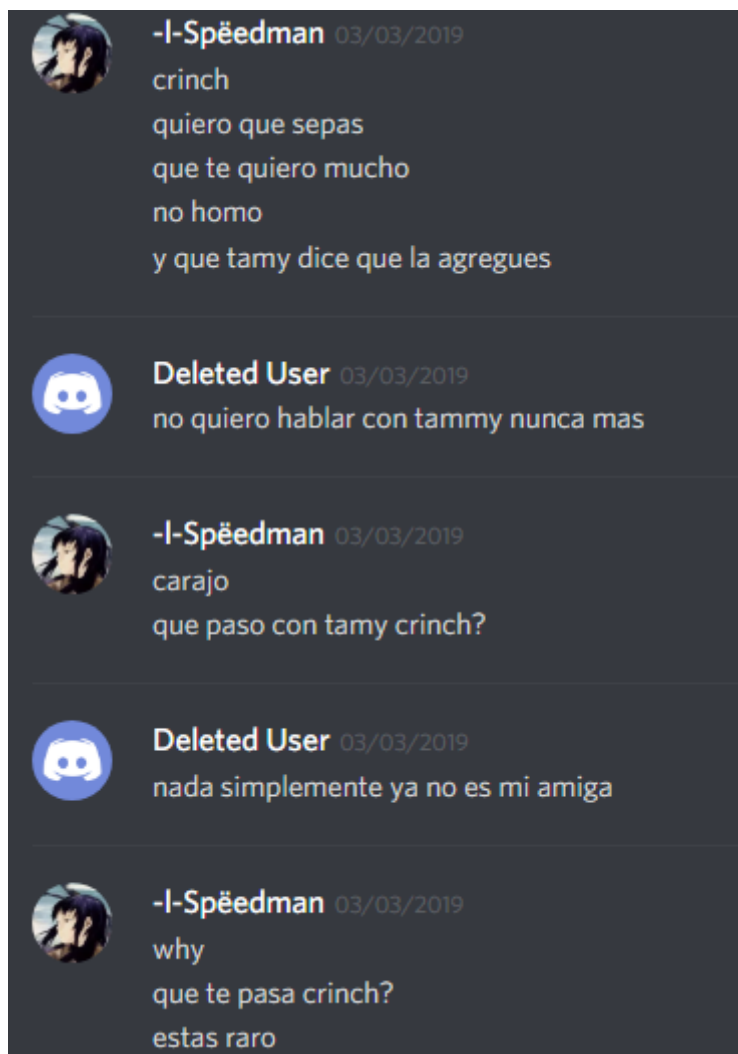 -l-Spëedman 03/03/2019
crinch
quiero que sepas
que te quiero mucho
no homo
y que tamy dice que la agregues
Deleted User 03/03/2019
no quiero hablar con tammy nunca mas
-l-Spëedman 03/03/2019
carajo
que paso con tamy crinch?
Deleted User 03/03/2019
nada simplemente ya no es mi amiga
-l-Spëedman 03/03/2019
why
que te pasa crinch?
estas raro